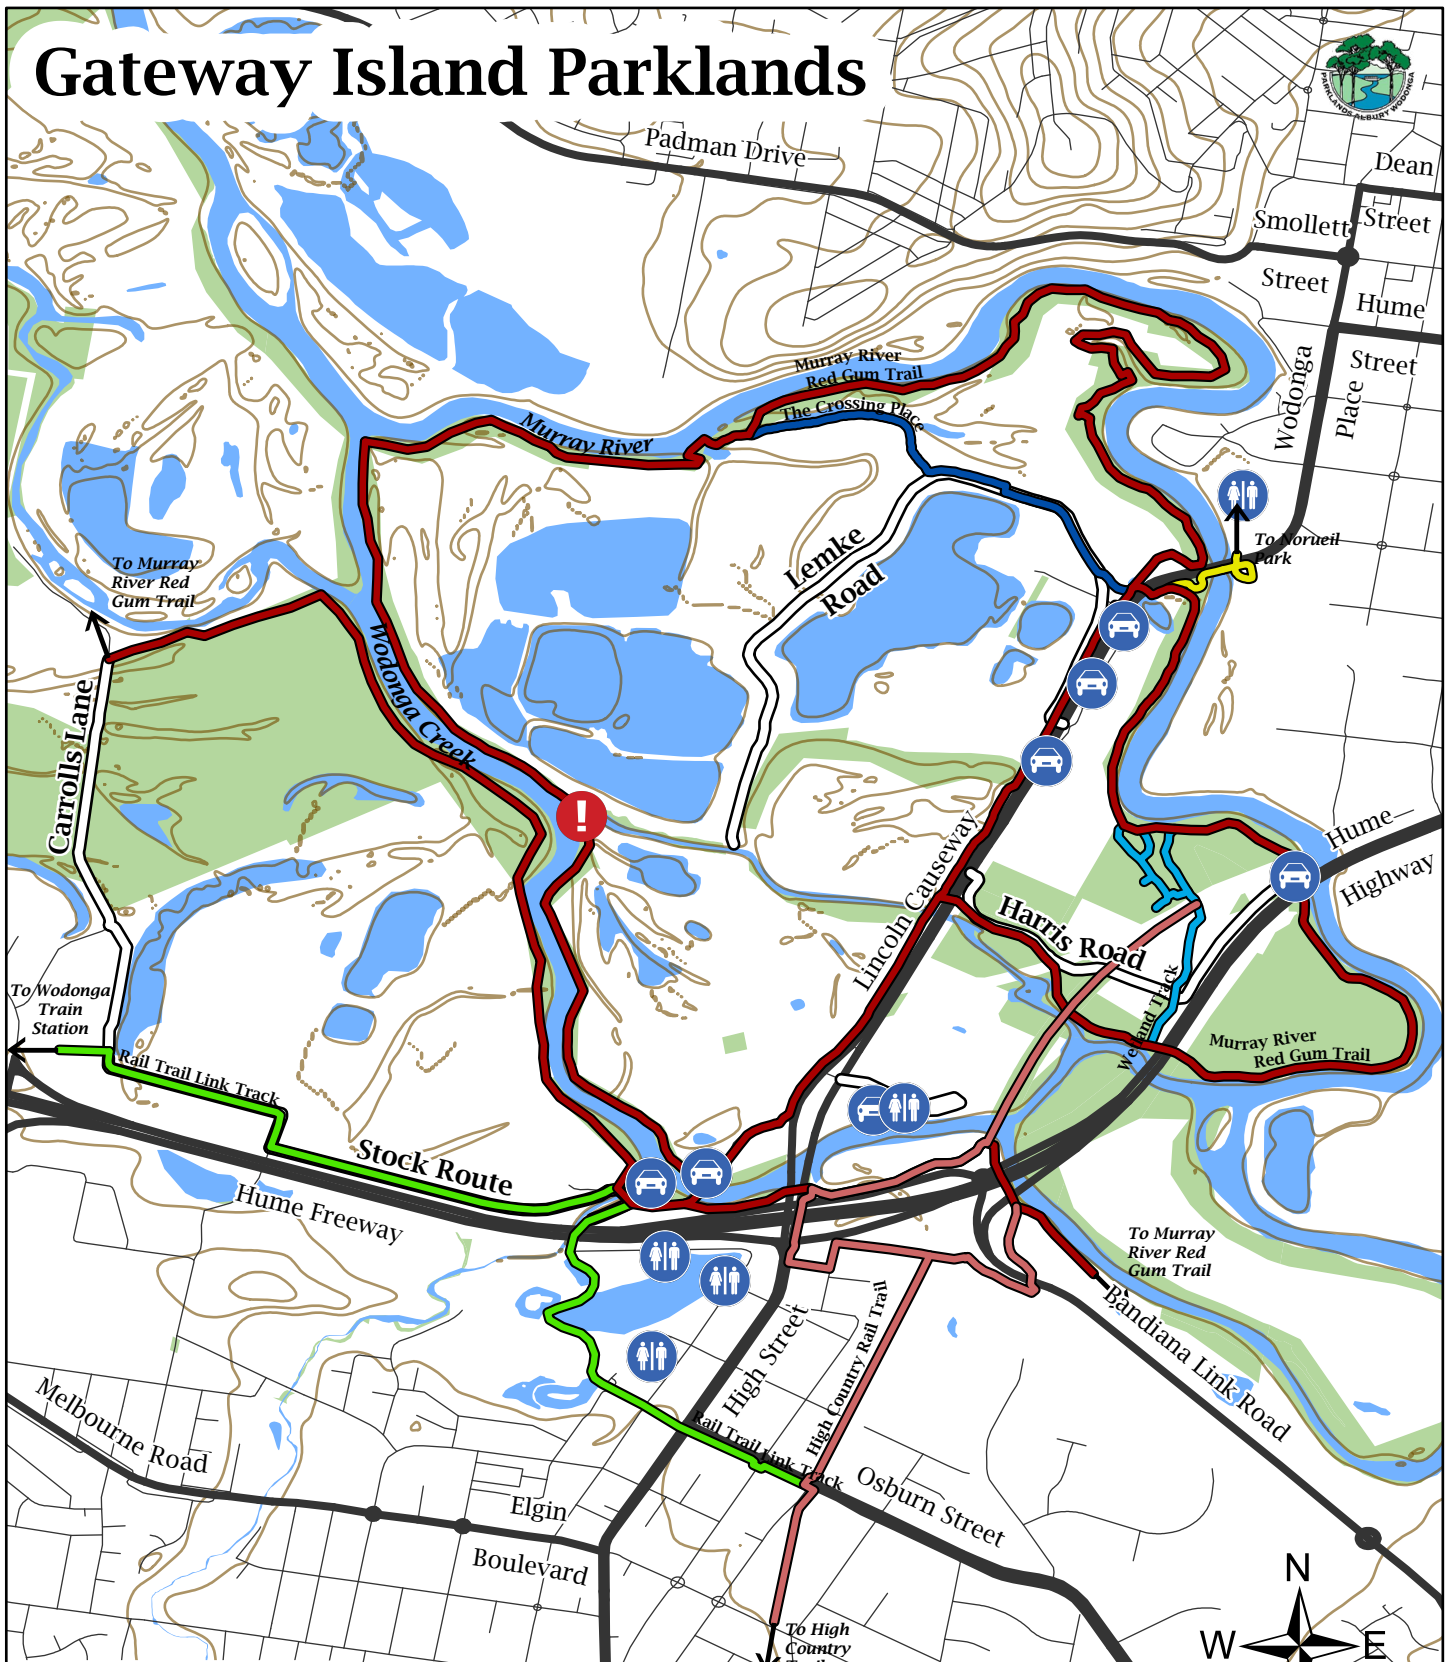 Gateway Island Parklands
PARKLANDS ALBURY WODONGA
Padman Drive
Dean
Street
Smollett
Street
Hume
Street
Wodonga
Place
Murray River
Red Gum Trail
The Crossing Place
Murray River
To Norueil
Park
To Murray
River Red
Gum Trail
Lemke
Road
Wodonga Creek
Carrolls Lane
!
Hume
Highway
Lincoln Causeway
Harris Road
Wetland Track
To Wodonga
Train
Station
Murray River
Red Gum Trail
Rail Trail Link Track
Stock Route
Hume Freeway
To Murray
River Red
Gum Trail
Bandiana Link Road
High Street
High Country Rail Trail
Melbourne Road
Rail Trail Link Track
Osburn Street
Elgin
Boulevard
To High
Country
N
W
E